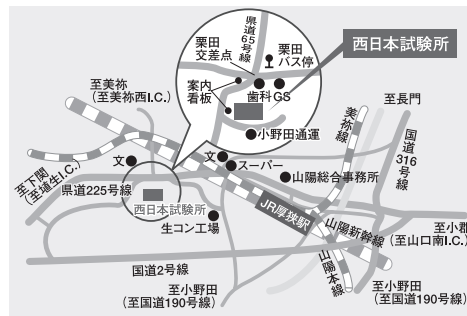 県道
65号線
栗田
交差点
栗田
バス停
西日本試験所
案内
看板
歯科
GS
小野田通運
至美祢
(至美祢西I.C.)
美祢線
至長門
国道
316号線
文
文
スーパー
至下関
(至埴生I.C.)
県道225号線
山陽総合事務所
西日本試験所
JR厚狭駅
生コン工場
山陽新幹線
至小郡
(至山口南I.C.)
山陽本線
国道2号線
至小野田
(至国道190号線)
至小野田
(至国道190号線)